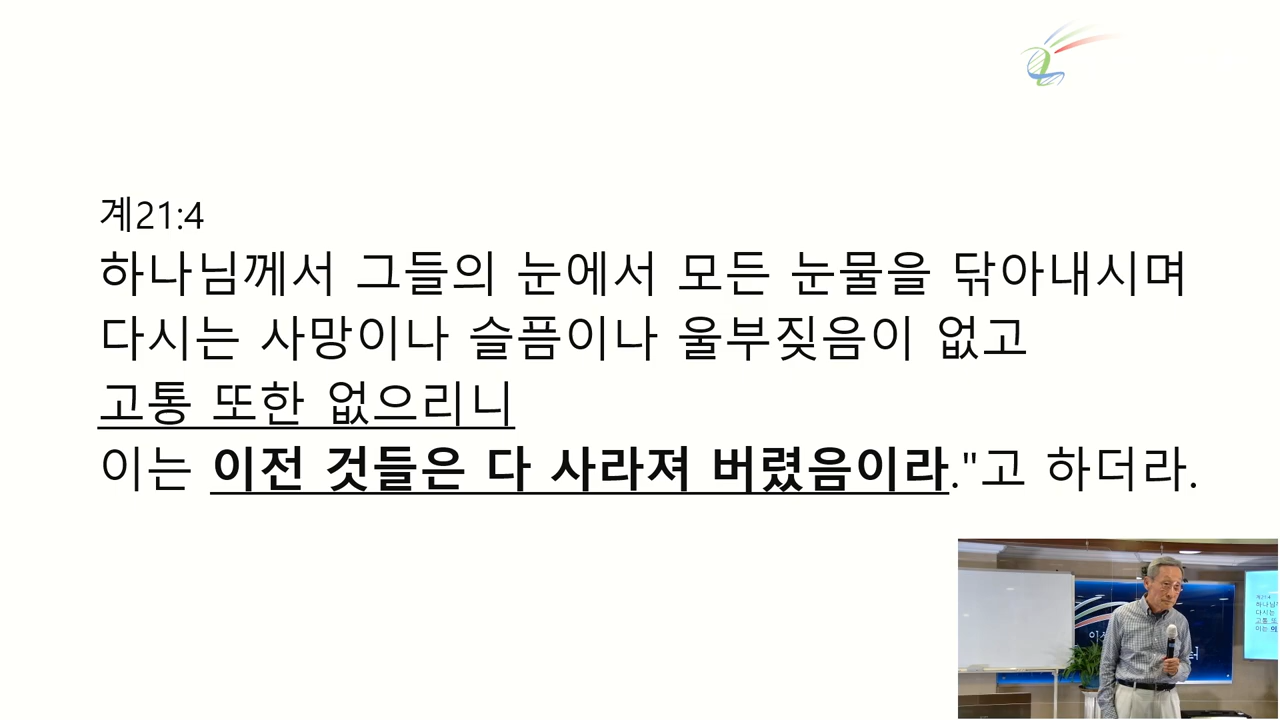 계21:4
하나님께서 그들의 눈에서 모든 눈물을 닦아내시며
다시는 사망이나 슬픔이나 울부짖음이 없고
고통 또한 없으리니
이는 이전 것들은 다 사라져 버렸음이라."고 하더라.